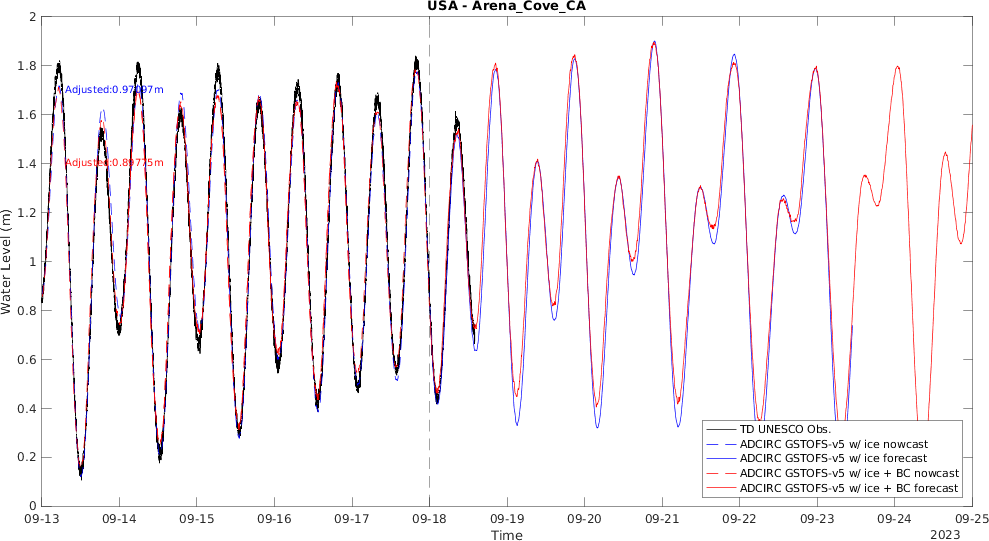 USA - Arena_Cove_CA
2
1.8
1.6
1.4
1.2
1
0.8
0.6
0.4
0.2
0
Water Level (m)
Adjusted:0.97097m
Adjusted:0.89775m
TD UNESCO Obs.
ADCIRC GSTOFS-v5 w/ ice nowcast
ADCIRC GSTOFS-v5 w/ ice forecast
ADCIRC GSTOFS-v5 w/ ice + BC nowcast
ADCIRC GSTOFS-v5 w/ ice + BC forecast
09-13 09-14 09-15 09-16 09-17 09-18 09-19 09-20 09-21 09-22 09-23 09-24 09-25
Time
2023